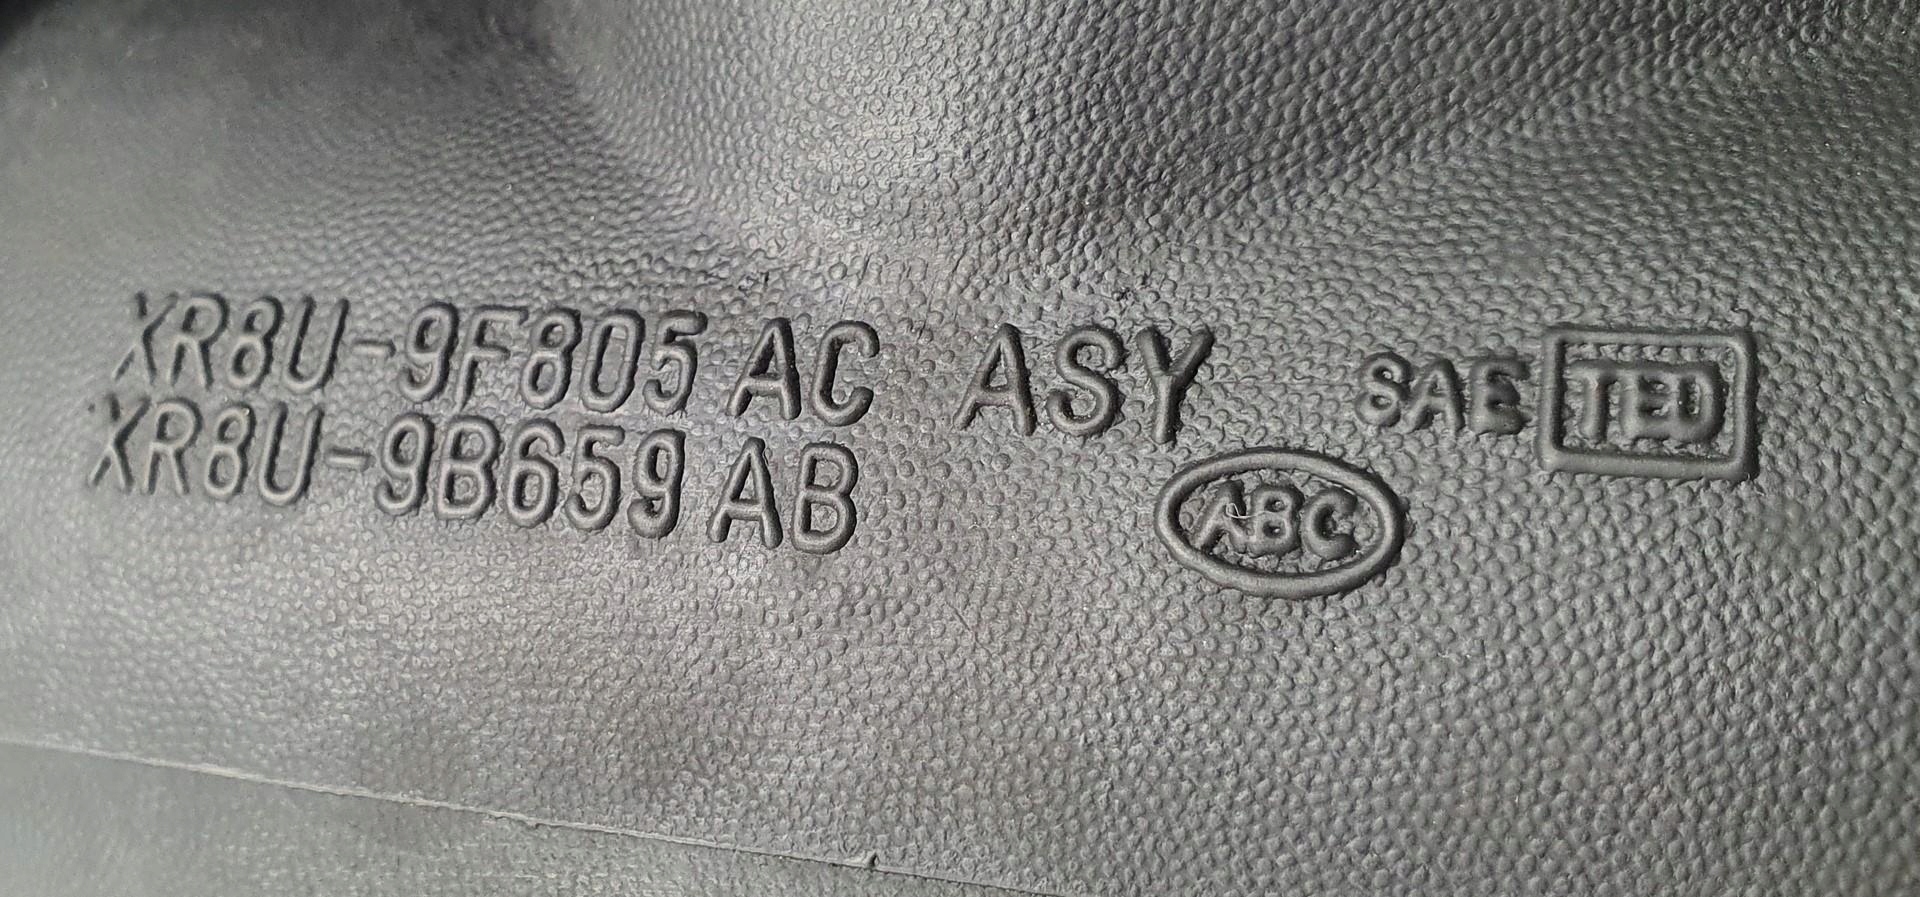 XR8U-9F805 AC ASY SAE TED
XR8U-9B659 AB ABC